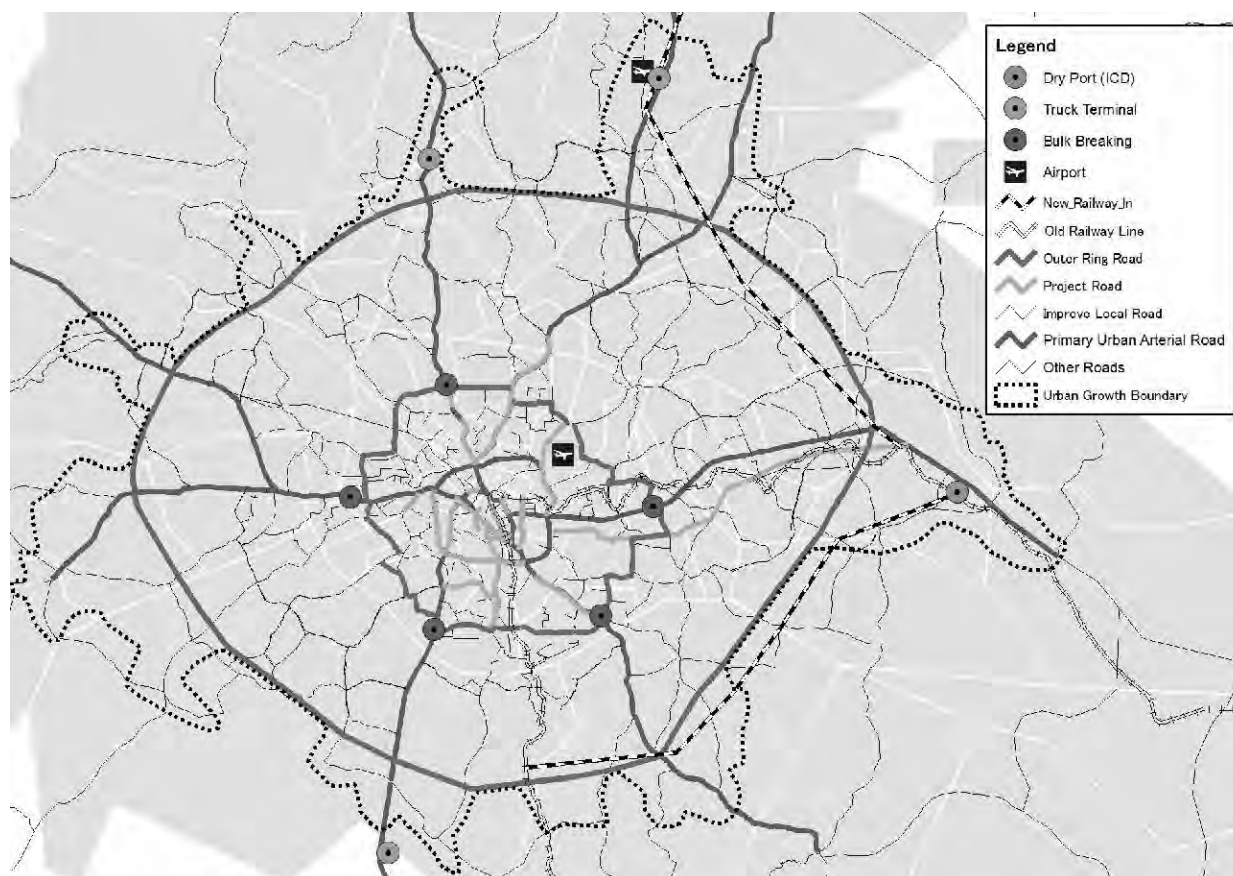 Legend
Dry Port (ICD)
Truck Terminal
Bulk Breaking
Airport
New_Railway_In
Old Railway Line
Outer Ring Road
Project Road
Improve Local Road
Primary Urban Arterial Road
Other Roads
Urban Growth Boundary